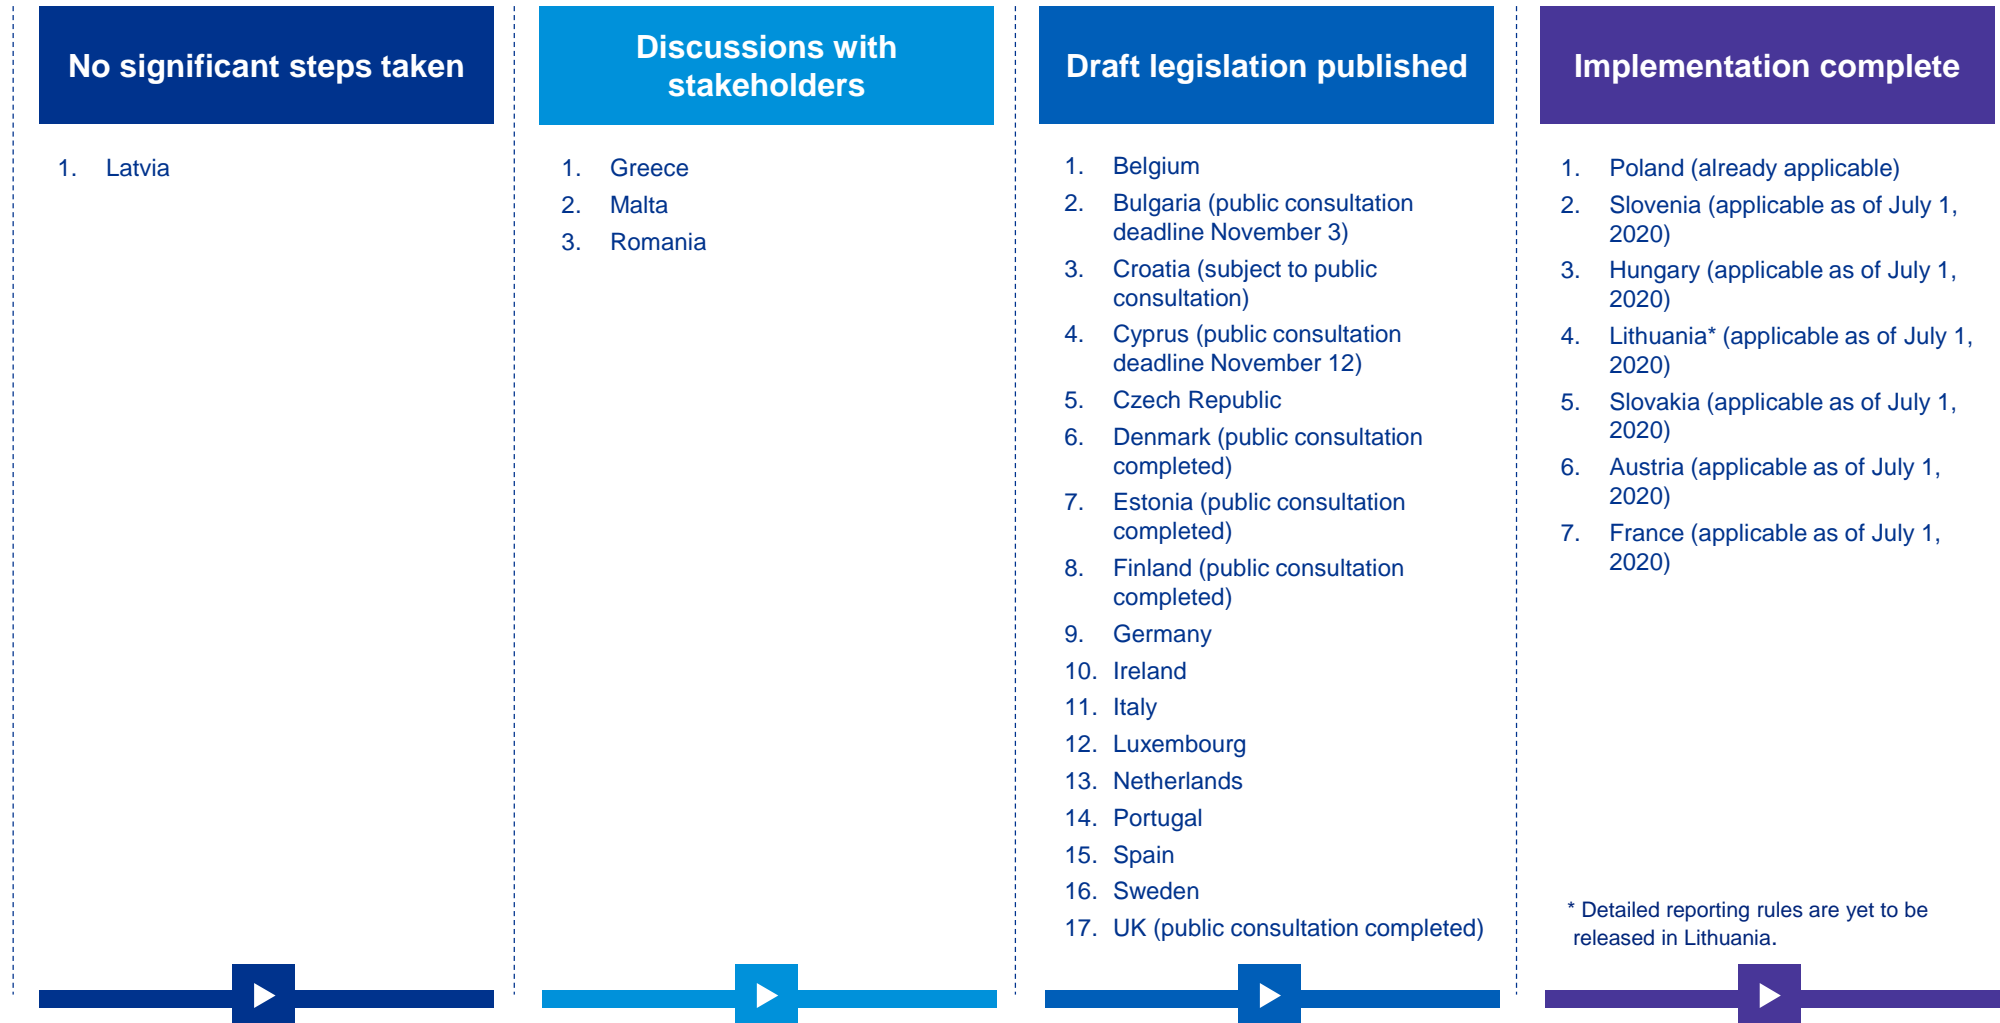 No significant steps taken
1. Latvia
Discussions with
stakeholders
1. Greece
2. Malta
3. Romania
Draft legislation published
1. Belgium
2. Bulgaria (public consultation
deadline November 3)
3. Croatia (subject to public
consultation)
4. Cyprus (public consultation
deadline November 12)
5. Czech Republic
6. Denmark (public consultation
completed)
7. Estonia (public consultation
completed)
8. Finland (public consultation
completed)
9. Germany
10. Ireland
11. Italy
12. Luxembourg
13. Netherlands
14. Portugal
15. Spain
16. Sweden
17. UK (public consultation completed)
Implementation complete
1. Poland (already applicable)
2. Slovenia (applicable as of July 1,
2020)
3. Hungary (applicable as of July 1,
2020)
4. Lithuania* (applicable as of July 1,
2020)
5. Slovakia (applicable as of July 1,
2020)
6. Austria (applicable as of July 1,
2020)
7. France (applicable as of July 1,
2020)
* Detailed reporting rules are yet to be
released in Lithuania.